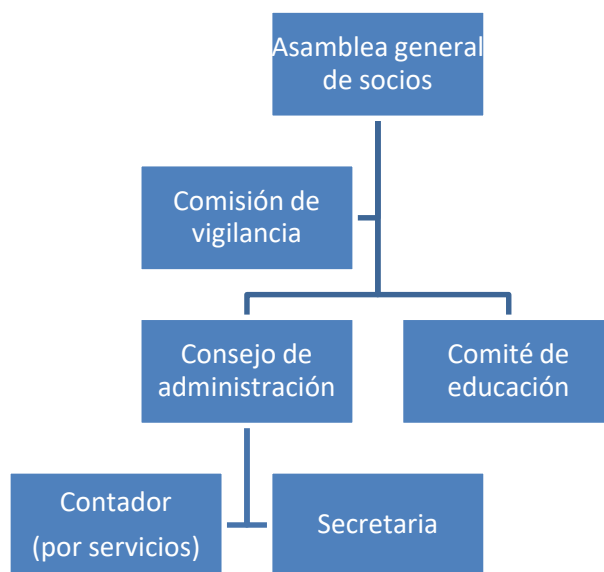 Asamblea general
de socios
Comisión de
vigilancia
Consejo de
administración
Comité de
educación
Contador
(por servicios)
Secretaria